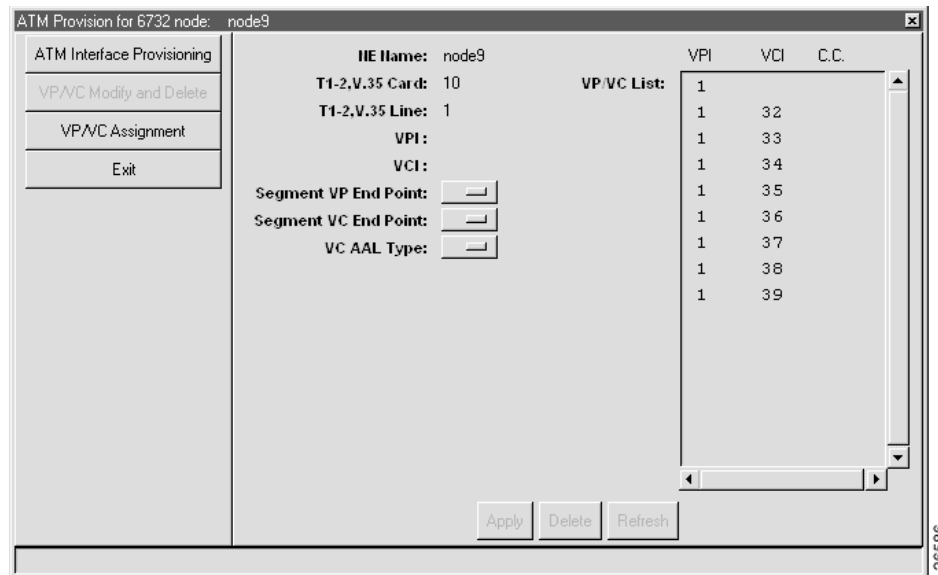 ATM Provision for 6732 node: node9
ATM Interface Provisioning
VP/VC Modify and Delete
VP/VC Assignment
Exit
NE Name: node9
T1-2,V.35 Card: 10
T1-2,V.35 Line: 1
VPI:
VCI:
Segment VP End Point:
Segment VC End Point:
VC AAL Type:
VP/VC List:
VPI VCI C.C.
1
1 32
1 33
1 34
1 35
1 36
1 37
1 38
1 39
Apply Delete Refresh
26596